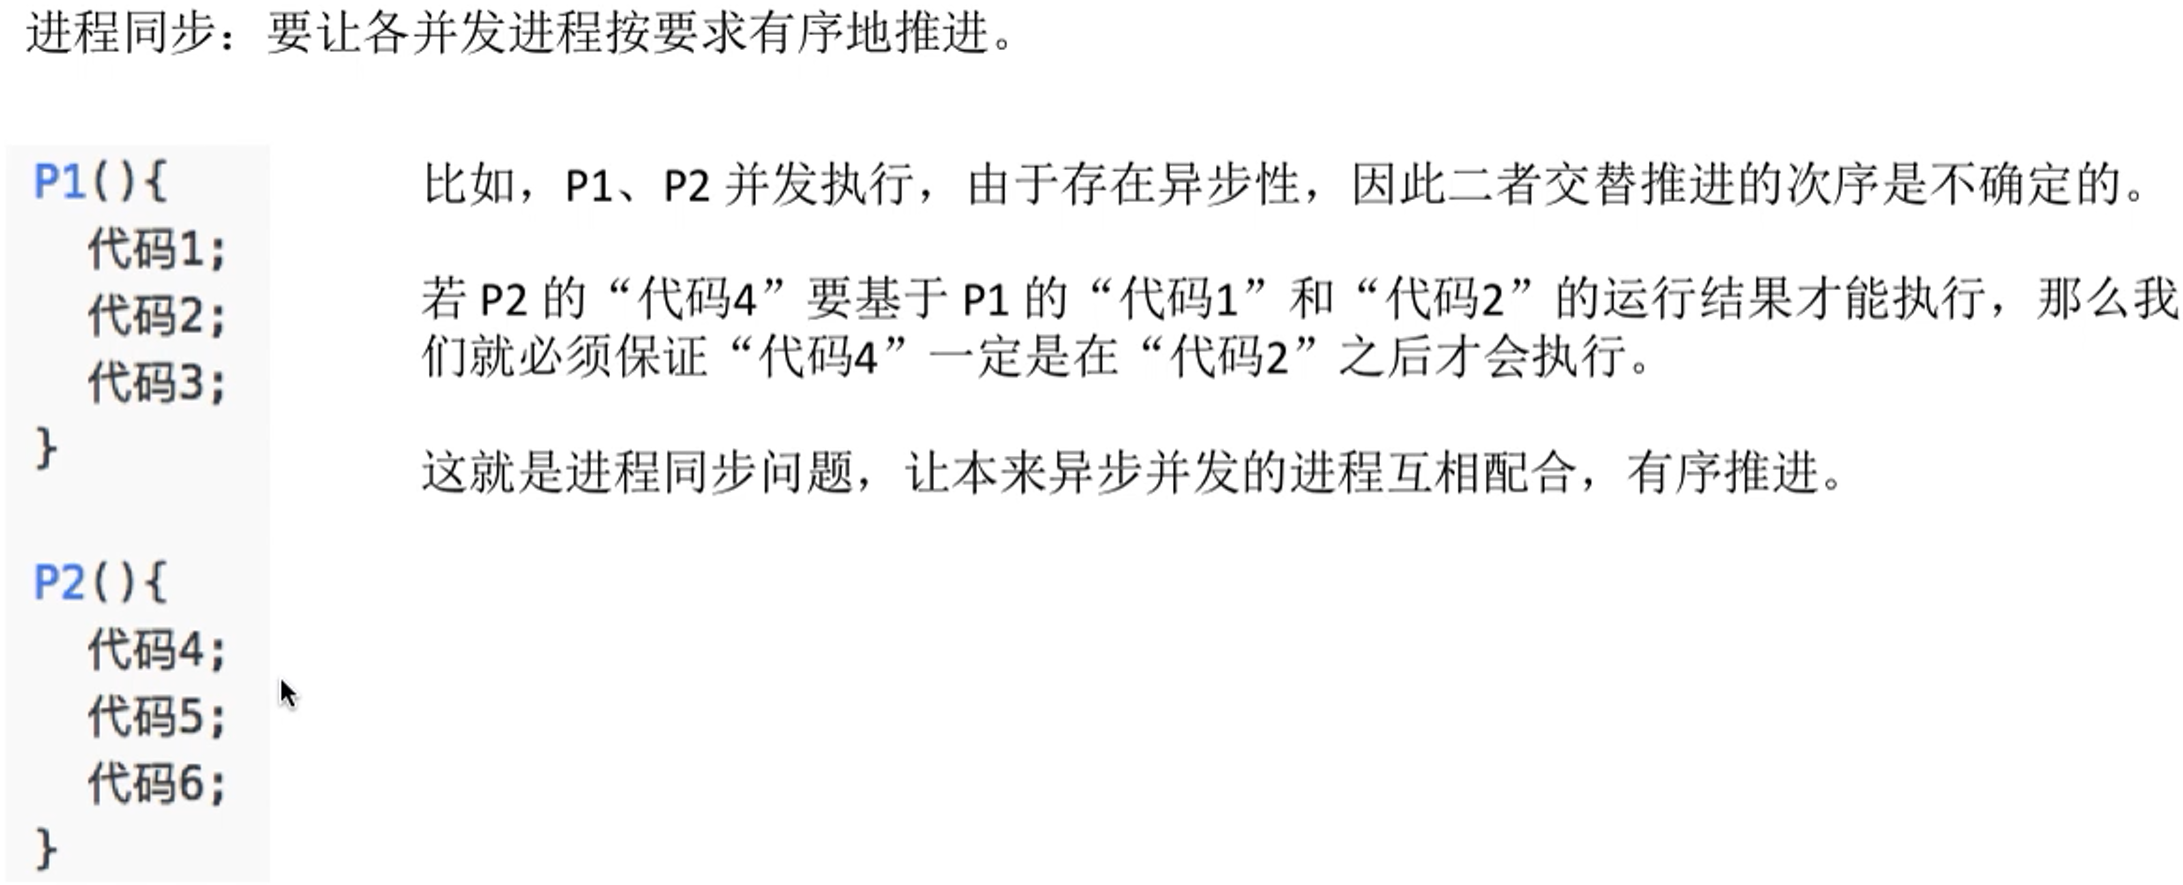 进程同步：要让各并发进程按要求有序地推进。
P1(){
代码1;
代码2;
代码3;
}
P2(){
代码4;
代码5;
代码6;
}
比如，P1、P2 并发执行，由于存在异步性，因此二者交替推进的次序是不确定的。
若 P2 的“代码4”要基于 P1 的“代码1”和“代码2”的运行结果才能执行，那么我
们就必须保证“代码4”一定是在“代码2”之后才会执行。
这就是进程同步问题，让本来异步并发的进程互相配合，有序推进。